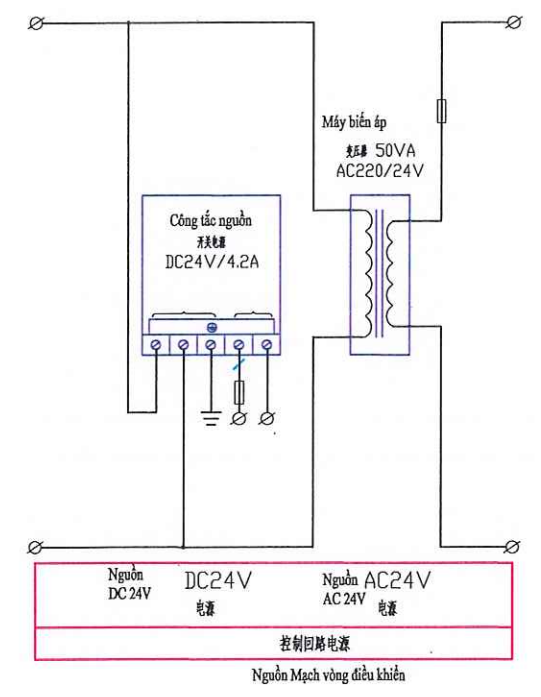 Máy biến áp
变压器 50VA
AC220/24V
Công tắc nguồn
开关电源
DC24V/4.2A
Nguồn
DC 24V
DC24V
电源
Nguồn
AC 24V
AC24V
电源
控制回路电源
Nguồn Mạch vòng điều khiển